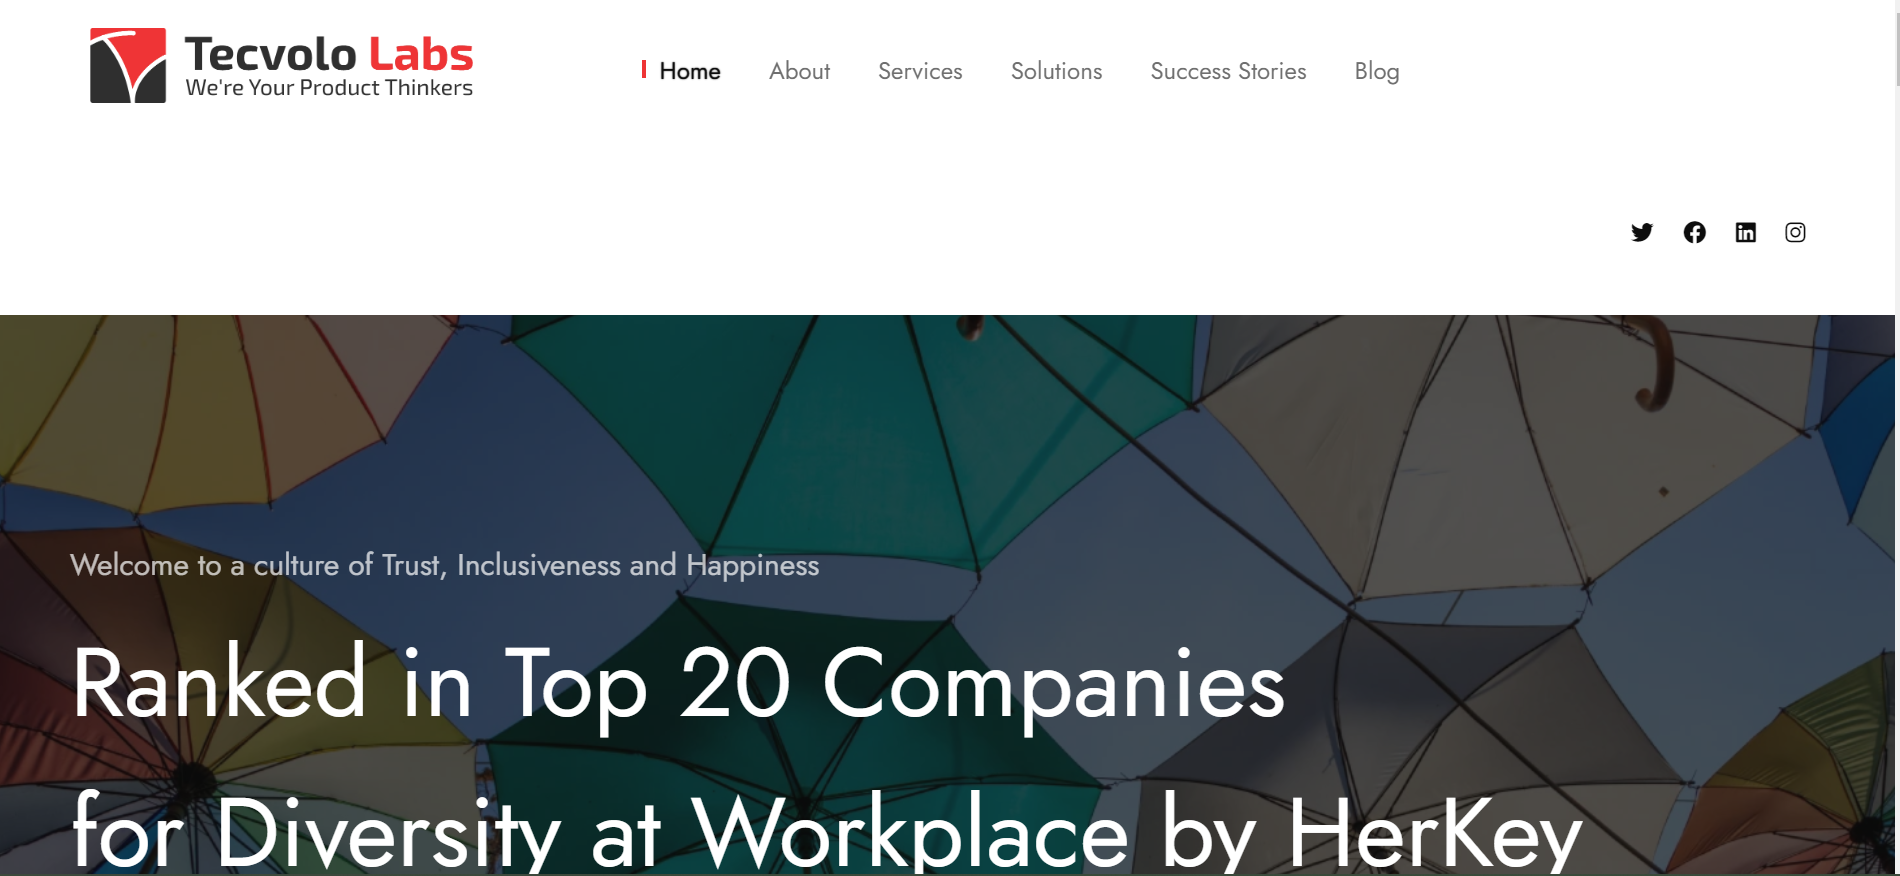 Tecvolo Labs
We're Your Product Thinkers
Home About Services Solutions Success Stories Blog
Welcome to a culture of Trust, Inclusiveness and Happiness
Ranked in Top 20 Companies
for Diversity at Workplace by HerKey